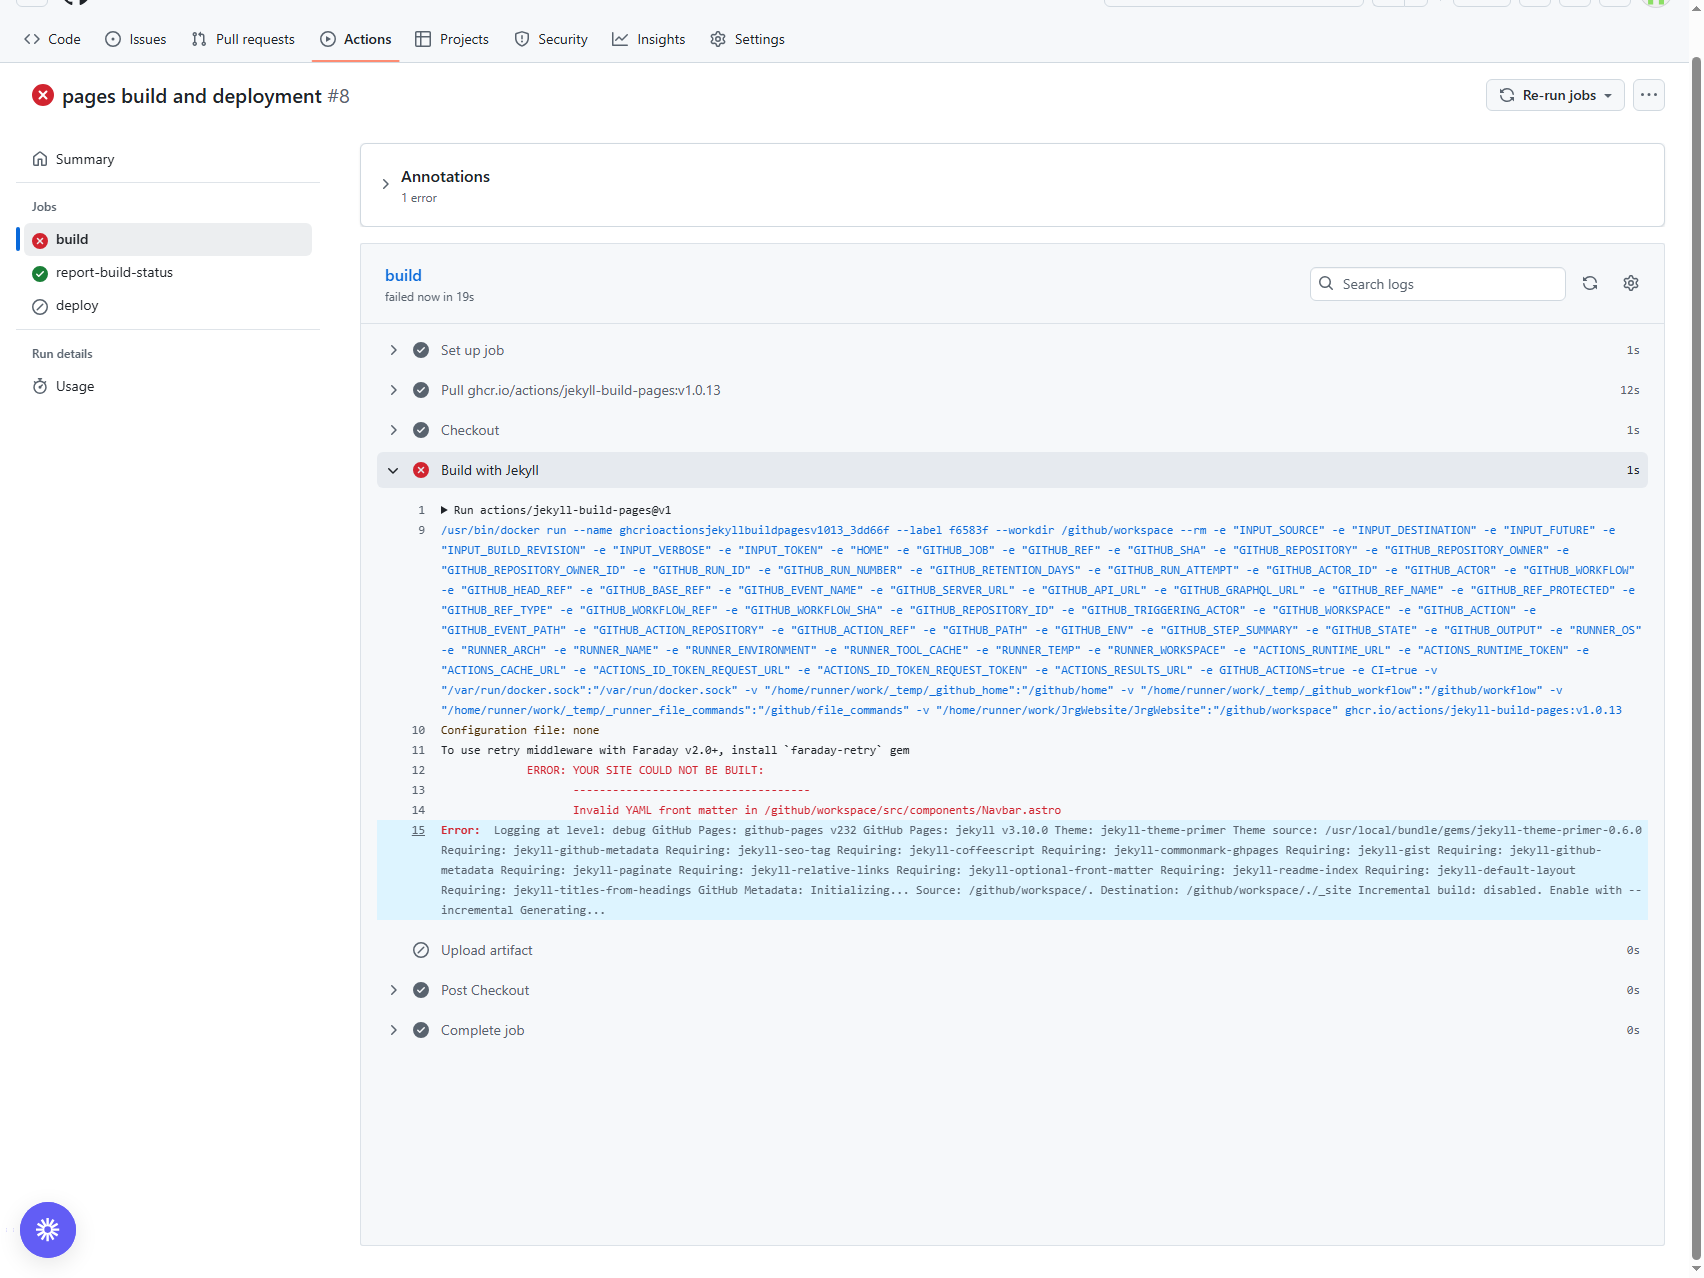 Code
Issues
Pull requests
Actions
Projects
Security
Insights
Settings
pages build and deployment #8
Re-run jobs
Summary
Jobs
build
report-build-status
deploy
Run details
Usage
Annotations
1 error
build
failed now in 19s
Search logs
Set up job 1s
Pull ghcr.io/actions/jekyll-build-pages:v1.0.13 12s
Checkout 1s
Build with Jekyll 1s
1 Run actions/jekyll-build-pages@v1
9 /usr/bin/docker run --name ghcrioactionsjekyllbuildpagesv1013_3dd66f --label f6583f --workdir /github/workspace --rm -e "INPUT_SOURCE" -e "INPUT_DESTINATION" -e "INPUT_FUTURE" -e
"INPUT_BUILD_REVISION" -e "INPUT_VERBOSE" -e "INPUT_TOKEN" -e "HOME" -e "GITHUB_JOB" -e "GITHUB_REF" -e "GITHUB_SHA" -e "GITHUB_REPOSITORY" -e "GITHUB_REPOSITORY_OWNER" -e
"GITHUB_REPOSITORY_OWNER_ID" -e "GITHUB_RUN_ID" -e "GITHUB_RUN_NUMBER" -e "GITHUB_RETENTION_DAYS" -e "GITHUB_RUN_ATTEMPT" -e "GITHUB_ACTOR_ID" -e "GITHUB_ACTOR" -e "GITHUB_WORKFLOW"
-e "GITHUB_HEAD_REF" -e "GITHUB_BASE_REF" -e "GITHUB_EVENT_NAME" -e "GITHUB_SERVER_URL" -e "GITHUB_API_URL" -e "GITHUB_GRAPHQL_URL" -e "GITHUB_REF_NAME" -e "GITHUB_REF_PROTECTED" -e
"GITHUB_REF_TYPE" -e "GITHUB_WORKFLOW_REF" -e "GITHUB_WORKFLOW_SHA" -e "GITHUB_REPOSITORY_ID" -e "GITHUB_TRIGGERING_ACTOR" -e "GITHUB_WORKSPACE" -e "GITHUB_ACTION" -e
"GITHUB_EVENT_PATH" -e "GITHUB_ACTION_REPOSITORY" -e "GITHUB_ACTION_REF" -e "GITHUB_PATH" -e "GITHUB_ENV" -e "GITHUB_STEP_SUMMARY" -e "GITHUB_STATE" -e "GITHUB_OUTPUT" -e "RUNNER_OS"
-e "RUNNER_ARCH" -e "RUNNER_NAME" -e "RUNNER_ENVIRONMENT" -e "RUNNER_TOOL_CACHE" -e "RUNNER_TEMP" -e "RUNNER_WORKSPACE" -e "ACTIONS_RUNTIME_URL" -e "ACTIONS_RUNTIME_TOKEN" -e
"ACTIONS_CACHE_URL" -e "ACTIONS_ID_TOKEN_REQUEST_URL" -e "ACTIONS_ID_TOKEN_REQUEST_TOKEN" -e "ACTIONS_RESULTS_URL" -e GITHUB_ACTIONS=true -e CI=true -v
"/var/run/docker.sock":"/var/run/docker.sock" -v "/home/runner/work/_temp/_github_home":"/github/home" -v "/home/runner/work/_temp/_github_workflow":"/github/workflow" -v
"/home/runner/work/_temp/_runner_file_commands":"/github/file_commands" -v "/home/runner/work/JrgWebsite/JrgWebsite":"/github/workspace" ghcr.io/actions/jekyll-build-pages:v1.0.13
10 Configuration file: none
11 To use retry middleware with Faraday v2.0+, install `faraday-retry` gem
12 ERROR: YOUR SITE COULD NOT BE BUILT:
13 ------------------------------------
14 Invalid YAML front matter in /github/workspace/src/components/Navbar.astro
15 Error: Logging at level: debug GitHub Pages: github-pages v232 GitHub Pages: jekyll v3.10.0 Theme: jekyll-theme-primer Theme source: /usr/local/bundle/gems/jekyll-theme-primer-0.6.0
Requiring: jekyll-github-metadata Requiring: jekyll-seo-tag Requiring: jekyll-coffeescript Requiring: jekyll-commonmark-ghpages Requiring: jekyll-gist Requiring: jekyll-github-
metadata Requiring: jekyll-paginate Requiring: jekyll-relative-links Requiring: jekyll-optional-front-matter Requiring: jekyll-readme-index Requiring: jekyll-default-layout
Requiring: jekyll-titles-from-headings GitHub Metadata: Initializing... Source: /github/workspace/. Destination: /github/workspace/./_site Incremental build: disabled. Enable with --
incremental Generating...
Upload artifact 0s
Post Checkout 0s
Complete job 0s